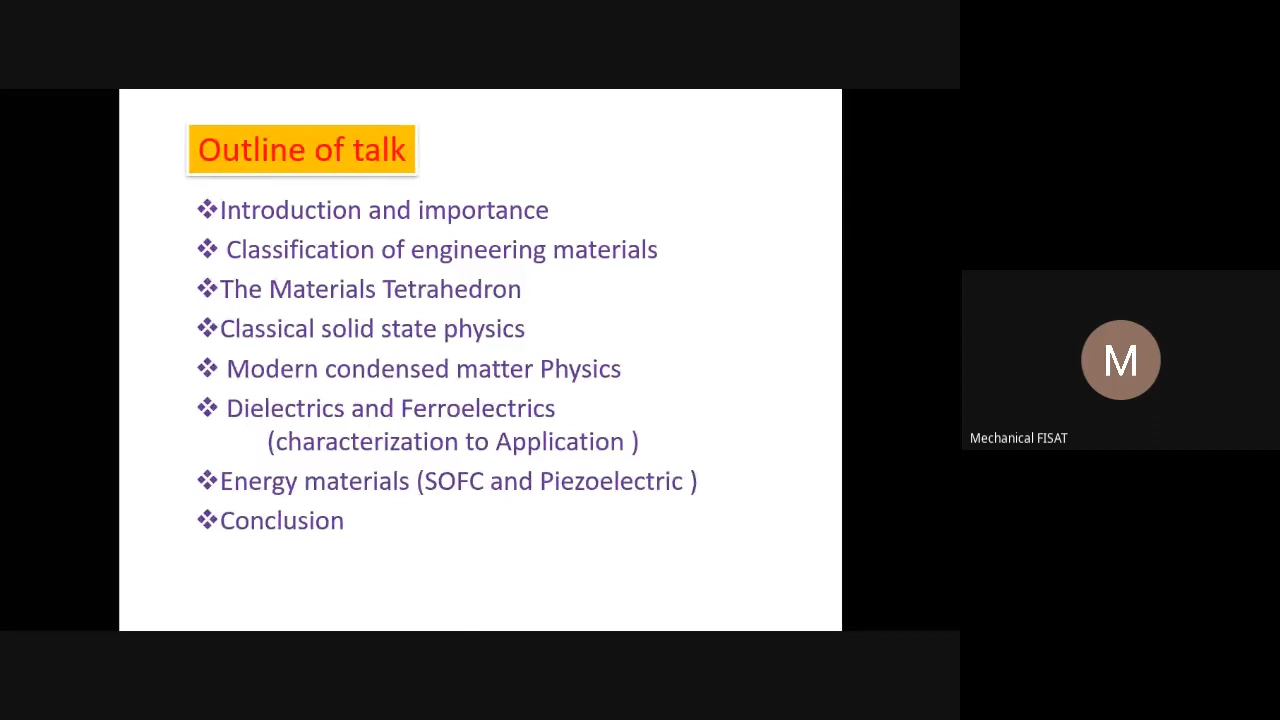 Outline of talk
❖Introduction and importance
❖ Classification of engineering materials
❖The Materials Tetrahedron
❖Classical solid state physics
❖ Modern condensed matter Physics
❖ Dielectrics and Ferroelectrics
(characterization to Application )
❖Energy materials (SOFC and Piezoelectric )
❖Conclusion
M
Mechanical FISAT